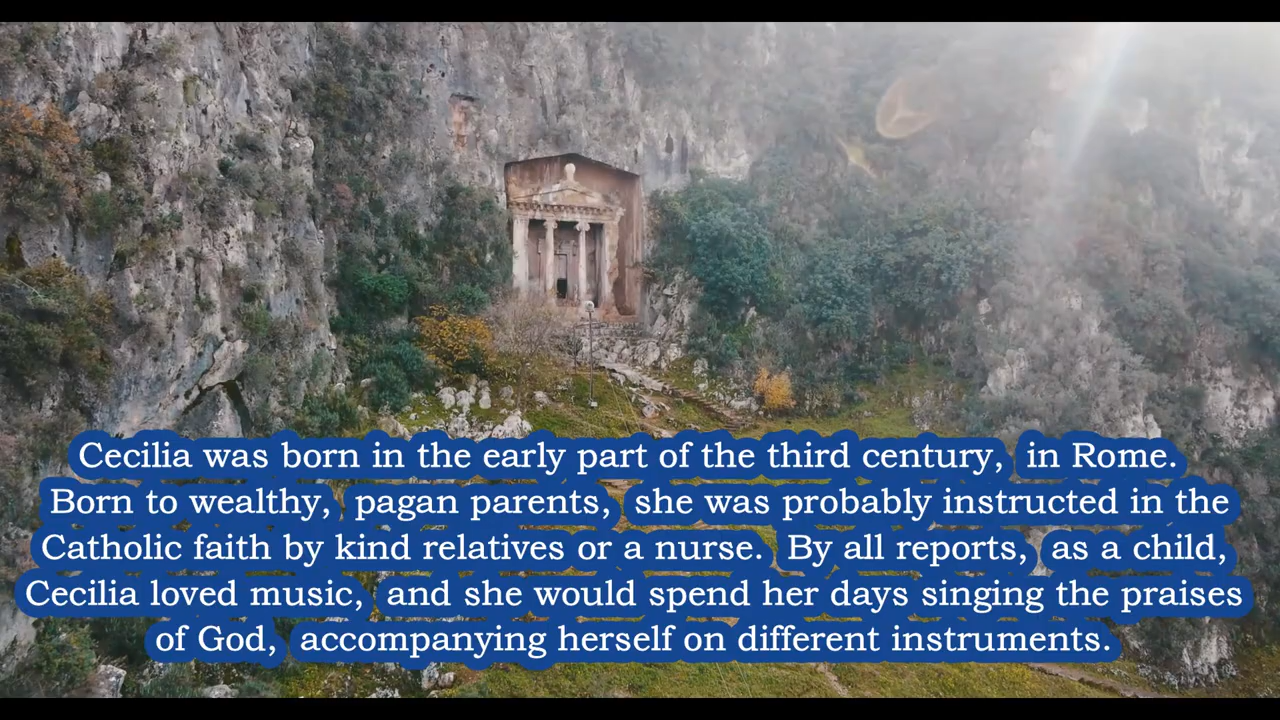 Cecilia was born in the early part of the third century, in Rome.
Born to wealthy, pagan parents, she was probably instructed in the
Catholic faith by kind relatives or a nurse. By all reports, as a child,
Cecilia loved music, and she would spend her days singing the praises
of God, accompanying herself on different instruments.